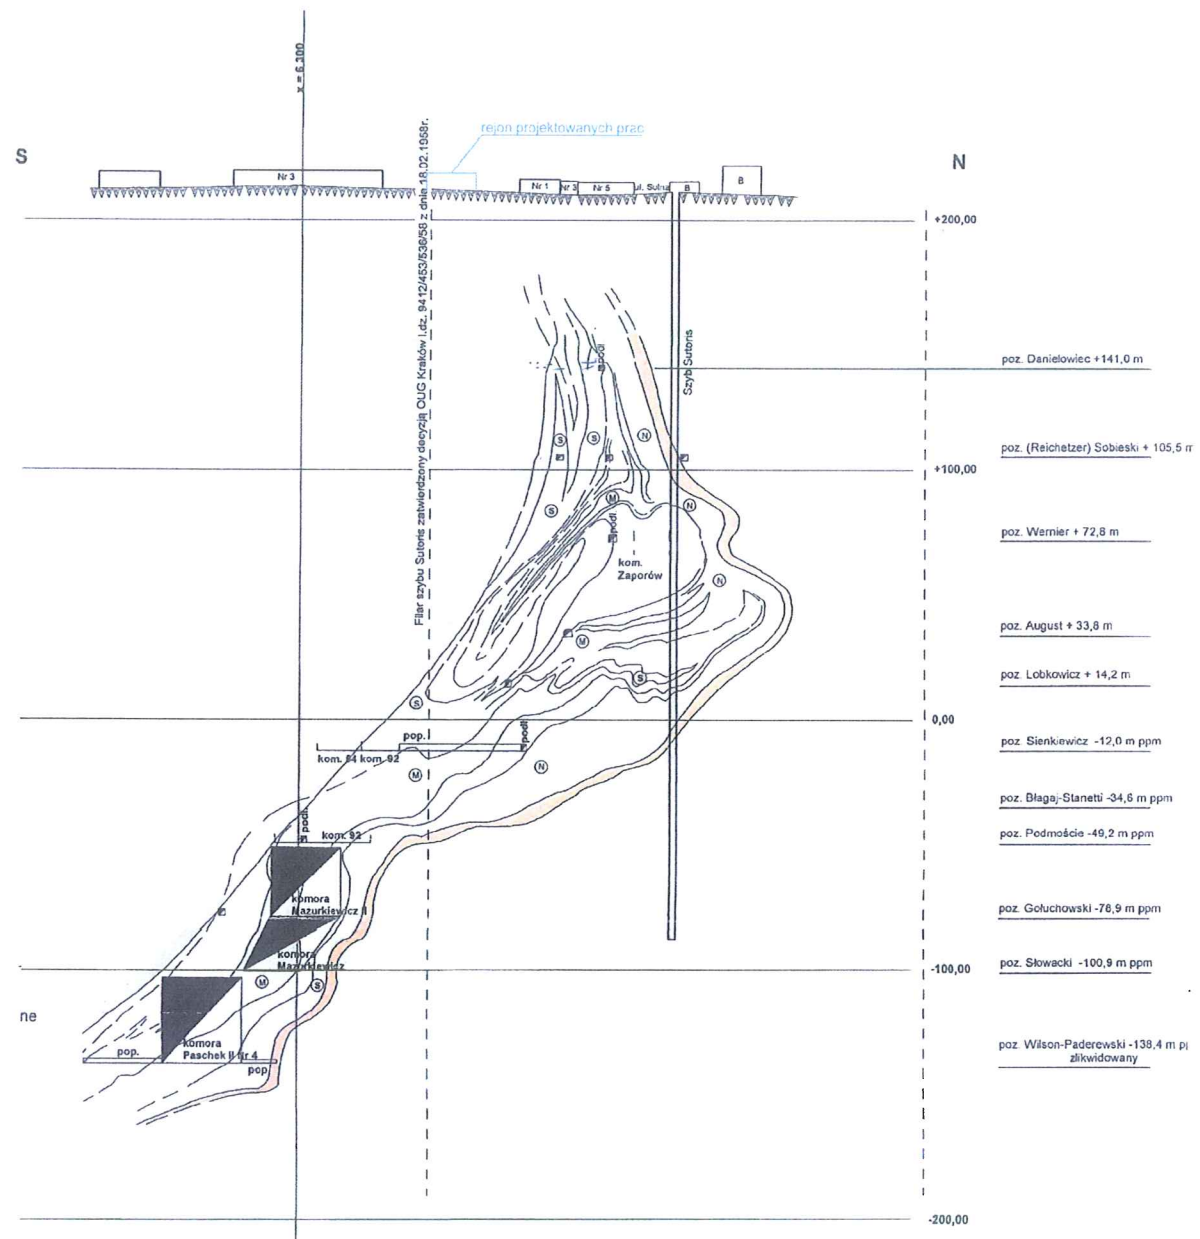 x = 6 300
rejon projektowanych prac
S
N
Nr 3
Nr 1
Nr 3
Nr 5
B
B
Filar szybu Sutoris zatwierdzony decyzją OUG Kraków l.dz. 9412/453/536/58 z dnia 18.02.1958r.
+200,00
podł
Szyb Sutoris
poz. Danielowiec +141,0 m
S
S
N
poz. (Reichetzer) Sobieski + 105,5 m
+100,00
S
M
N
podł.
poz. Wernier + 72,8 m
kom.
Zaporów
N
M
poz. August + 33,8 m
S
poz. Lobkowicz + 14,2 m
S
0,00
pop.
podł
poz. Sienkiewicz -12,0 m ppm
kom. 84 kom. 92
M
N
poz. Błagaj-Stanetti -34,6 m ppm
podł.
kom. 92
poz. Podmoście -49,2 m ppm
komora
Mazurkiewicz II
poz. Gołuchowski -76,9 m ppm
komora
Mazurkiewicz
poz. Słowacki -100,9 m ppm
-100,00
M
S
ne
komora
Paschek II Nr 4
pop.
pop
poz. Wilson-Paderewski -138,4 m p
zlikwidowany
-200,00